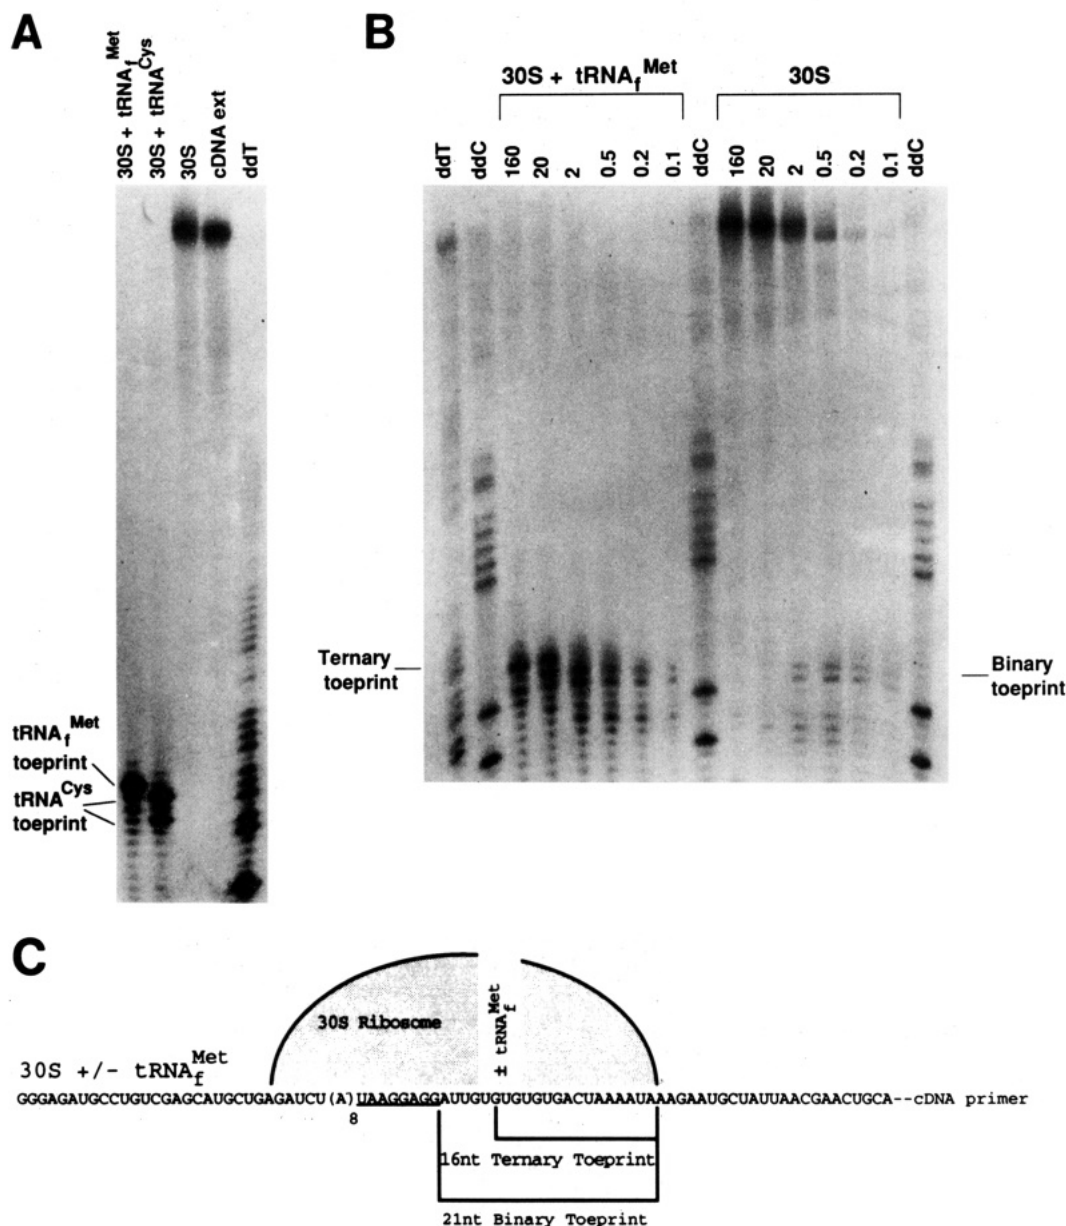 A
30S + tRNAfMet
30S + tRNACys
30S
cDNA ext
ddT
tRNAfMet
toeprint
tRNACys
toeprint
B
30S + tRNAfMet
30S
ddT
ddC
160
20
2
0.5
0.2
0.1
ddC
160
20
2
0.5
0.2
0.1
ddC
Ternary
toeprint
Binary
toeprint
C
30S Ribosome
± tRNAfMet
30S +/- tRNAfMet
GGGAGAUGCCUGUCGAGCAUGCUGAGAUCU(A)UAAGGAGGAUUGUGUGUGUGACUAAAAUAAAGAAUGCUAUUAACGAACUGCA--cDNA primer
8
16nt Ternary Toeprint
21nt Binary Toeprint